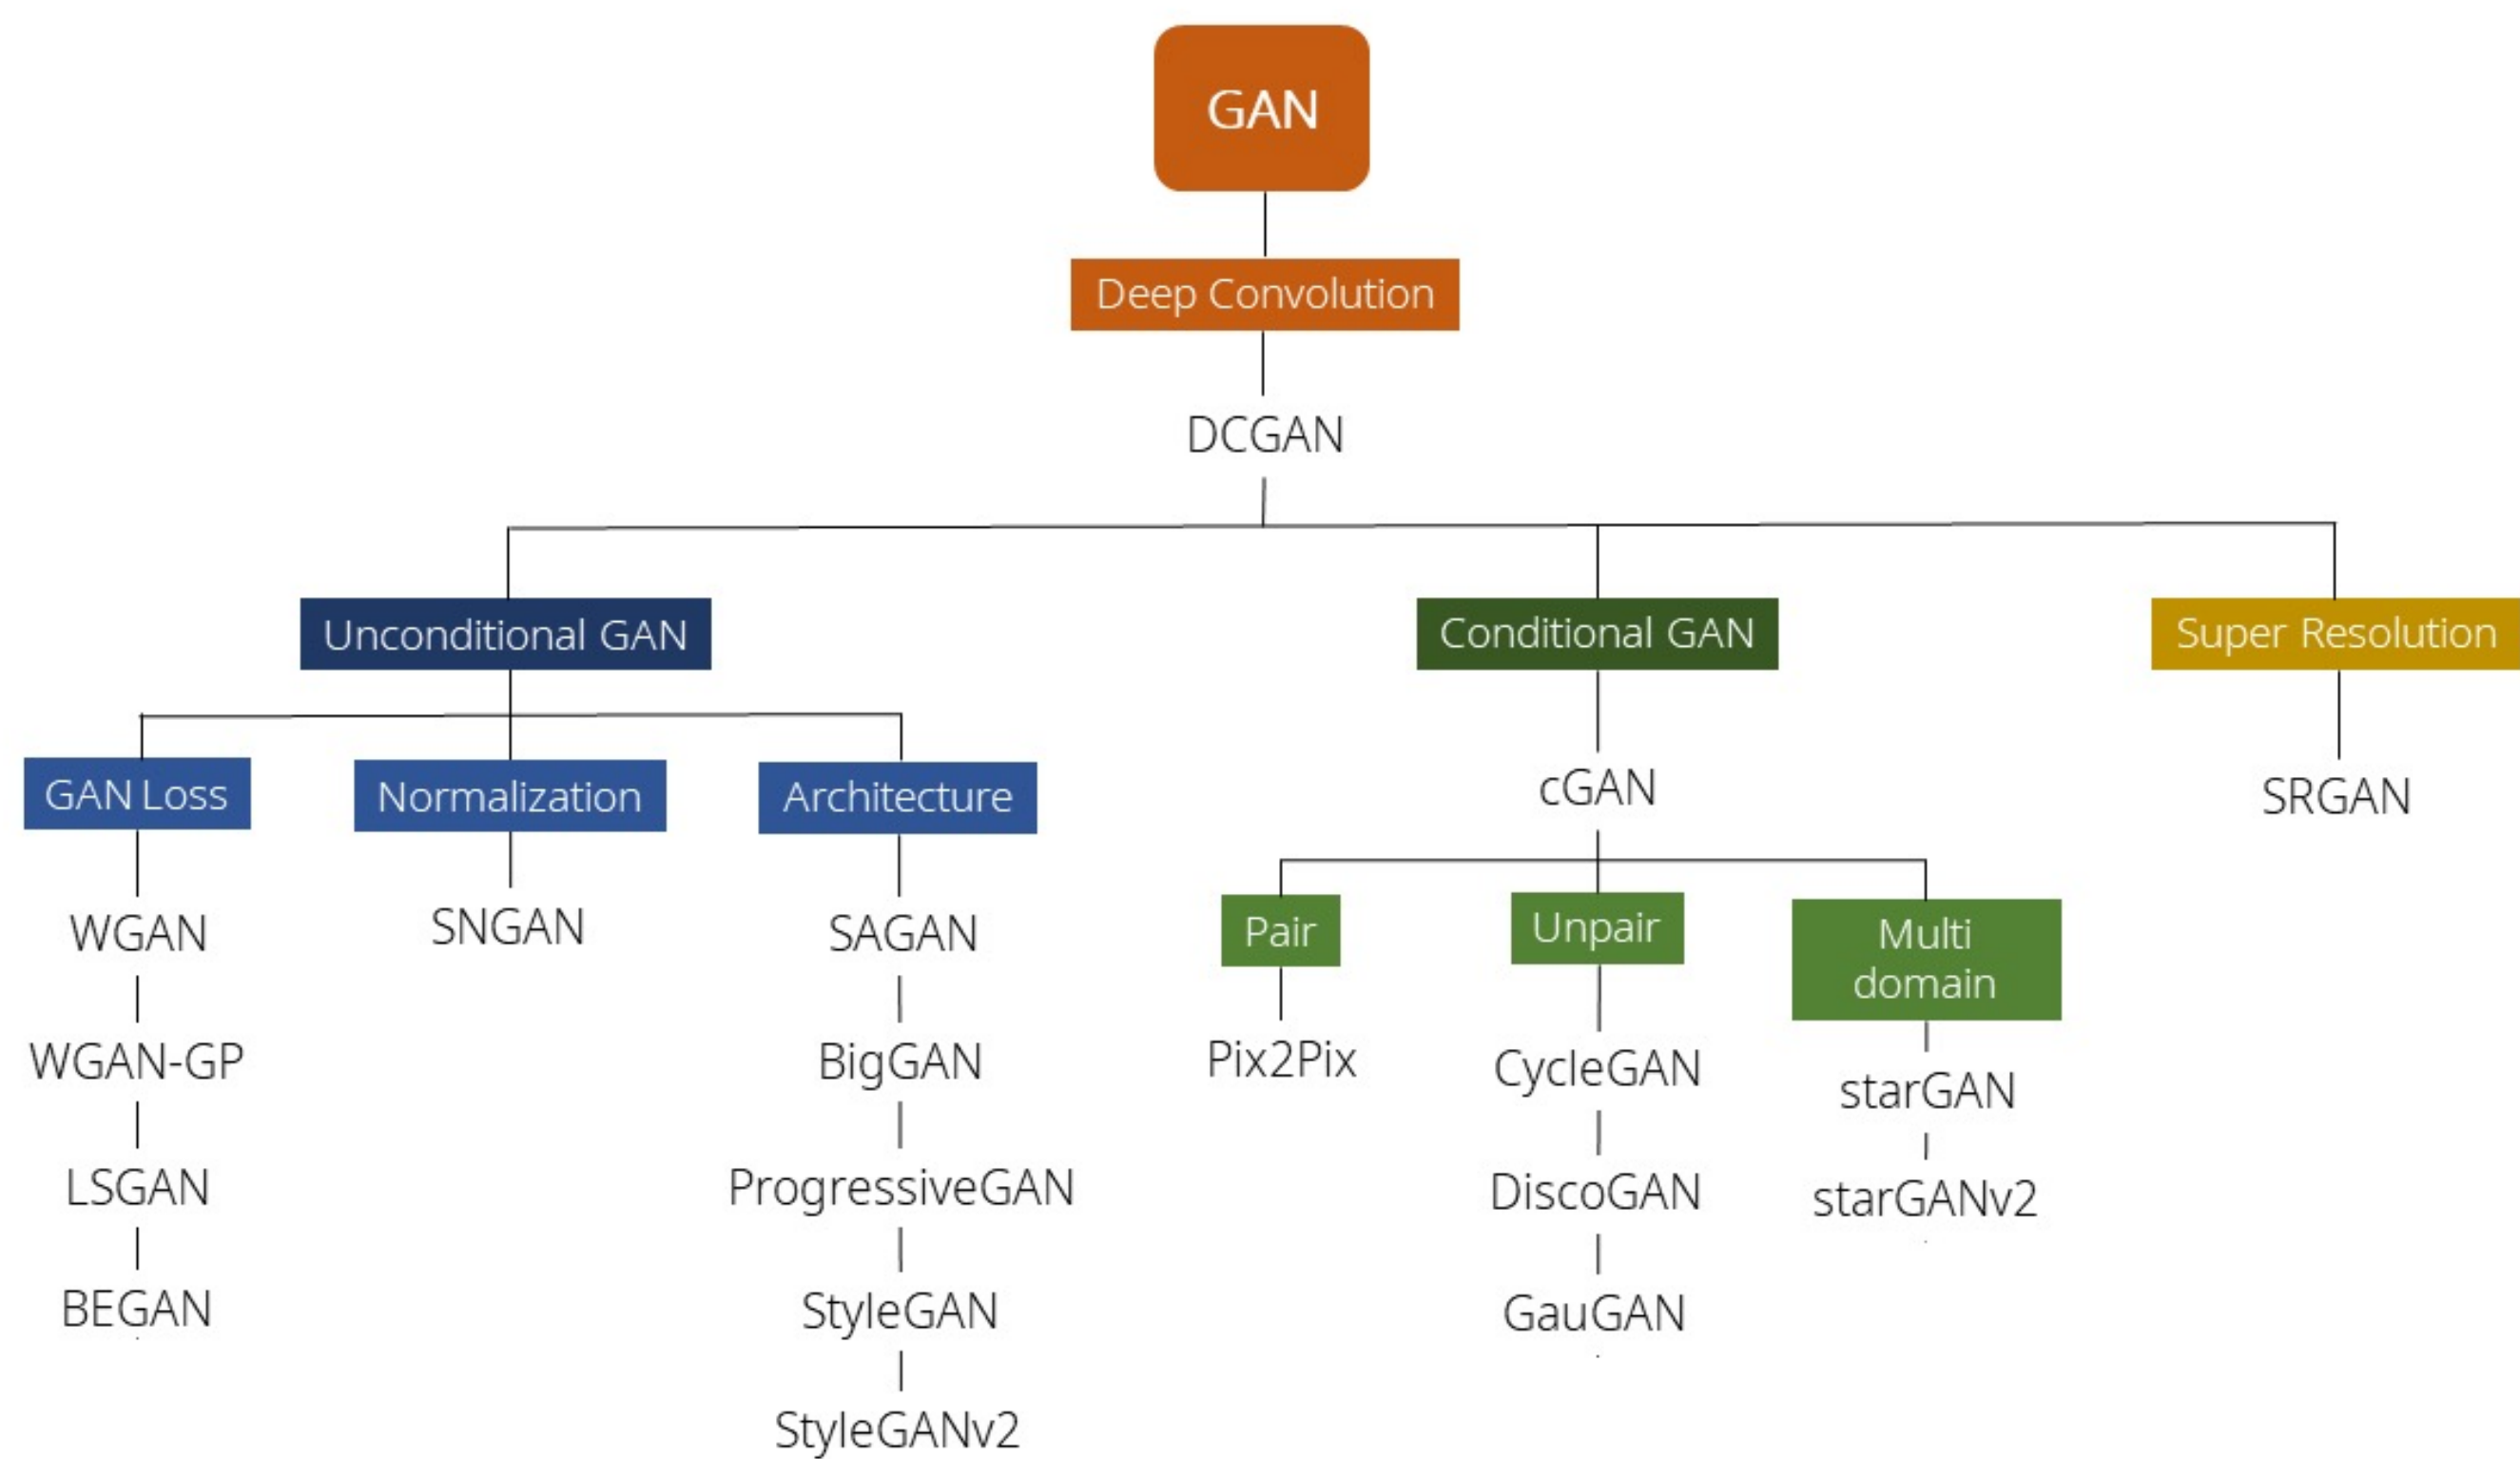 GAN
Deep Convolution
DCGAN
Unconditional GAN
Conditional GAN
Super Resolution
GAN Loss
Normalization
Architecture
cGAN
SRGAN
WGAN
SNGAN
SAGAN
Pair
Unpair
Multi
domain
WGAN-GP
BigGAN
Pix2Pix
CycleGAN
starGAN
LSGAN
ProgressiveGAN
DiscoGAN
starGANv2
BEGAN
StyleGAN
GauGAN
StyleGANv2